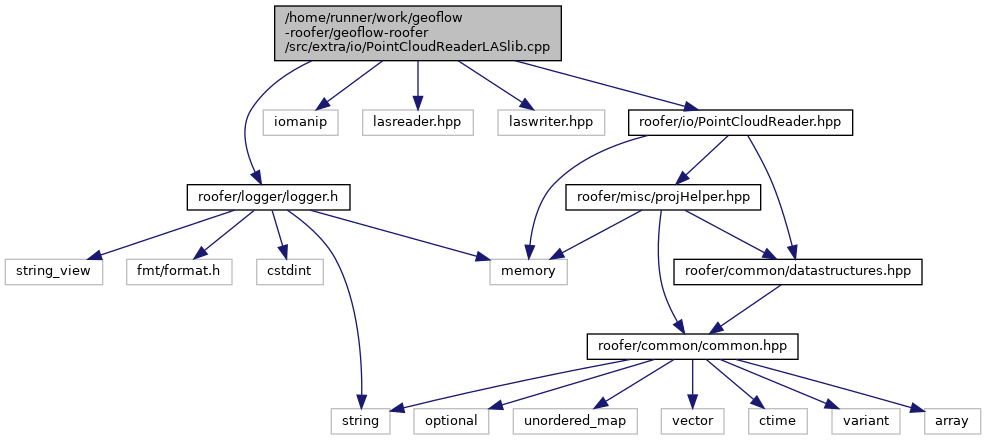 /home/runner/work/geoflow
-roofer/geoflow-roofer
/src/extra/io/PointCloudReaderLASlib.cpp
iomanip
lasreader.hpp
laswriter.hpp
roofer/io/PointCloudReader.hpp
roofer/logger/logger.h
roofer/misc/projHelper.hpp
string_view
fmt/format.h
cstdint
memory
roofer/common/datastructures.hpp
roofer/common/common.hpp
string
optional
unordered_map
vector
ctime
variant
array